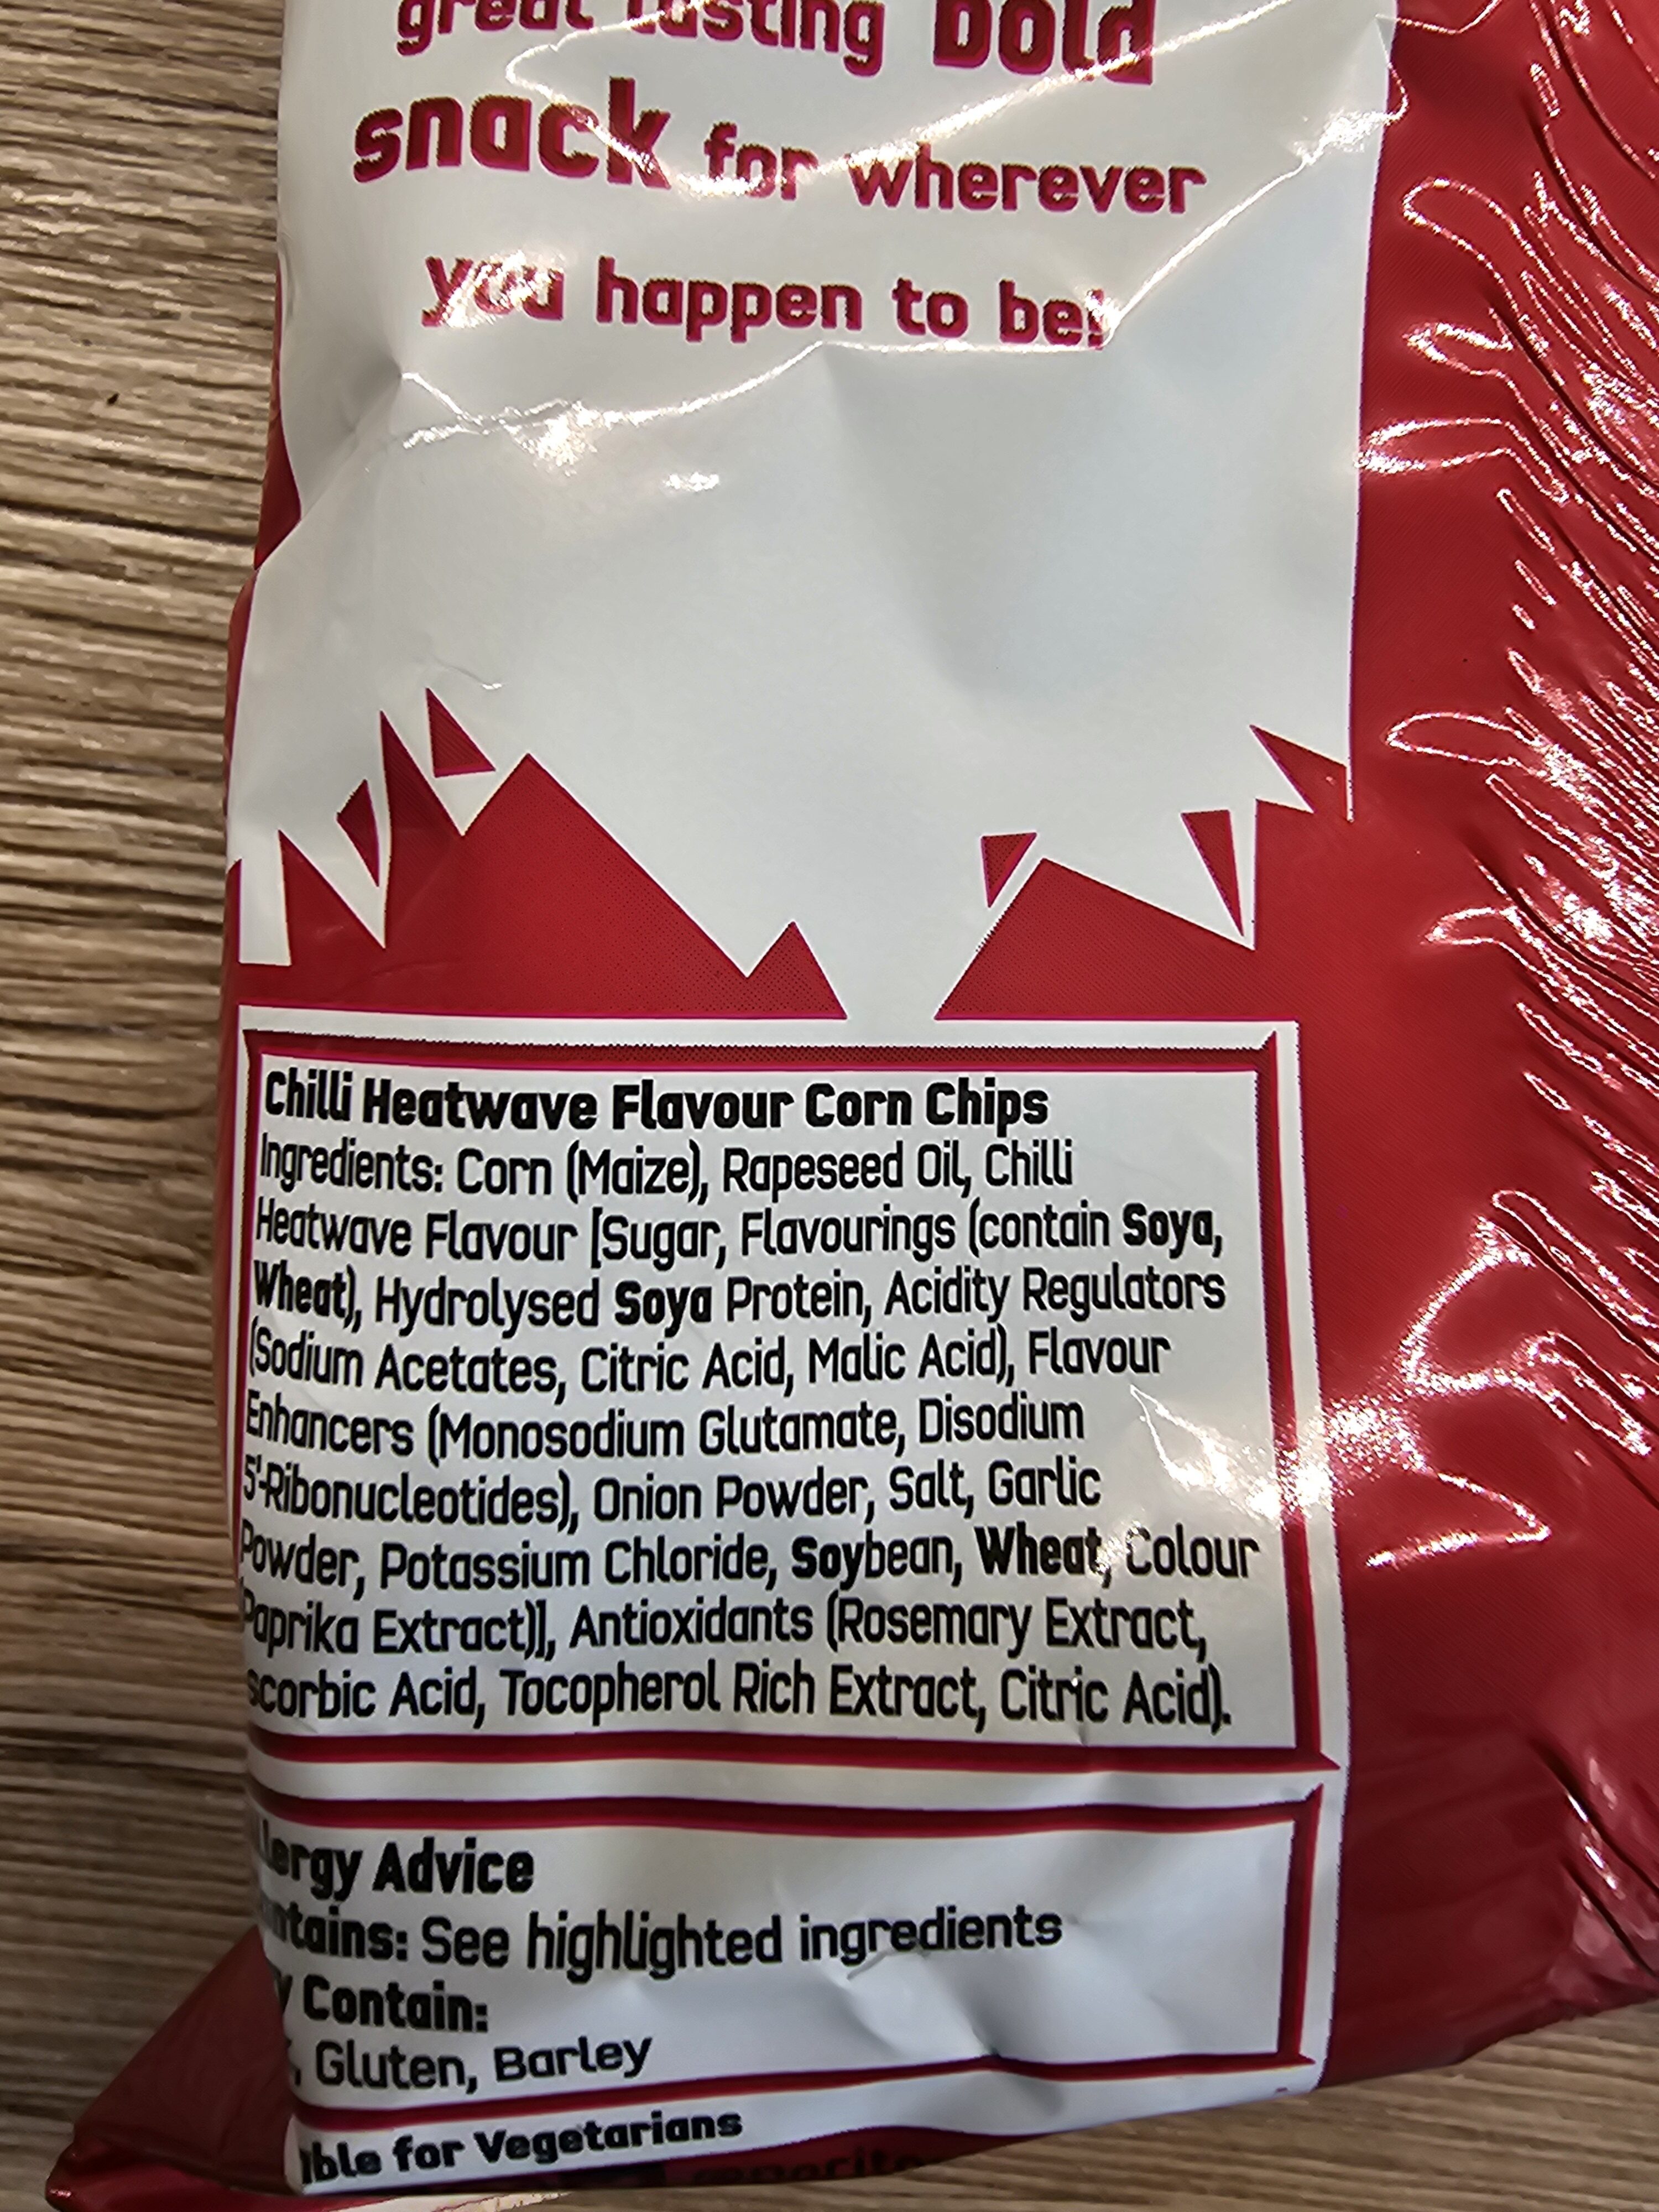 great tasting bold
snack for wherever
you happen to be!
Chilli Heatwave Flavour Corn Chips
Ingredients: Corn (Maize), Rapeseed Oil, Chilli
Heatwave Flavour [Sugar, Flavourings (contain Soya,
Wheat), Hydrolysed Soya Protein, Acidity Regulators
(Sodium Acetates, Citric Acid, Malic Acid), Flavour
Enhancers (Monosodium Glutamate, Disodium
5'-Ribonucleotides), Onion Powder, Salt, Garlic
Powder, Potassium Chloride, Soybean, Wheat, Colour
Paprika Extract)], Antioxidants (Rosemary Extract,
scorbic Acid, Tocopherol Rich Extract, Citric Acid).
lergy Advice
ntains: See highlighted ingredients
y Contain:
, Gluten, Barley
ble for Vegetarians